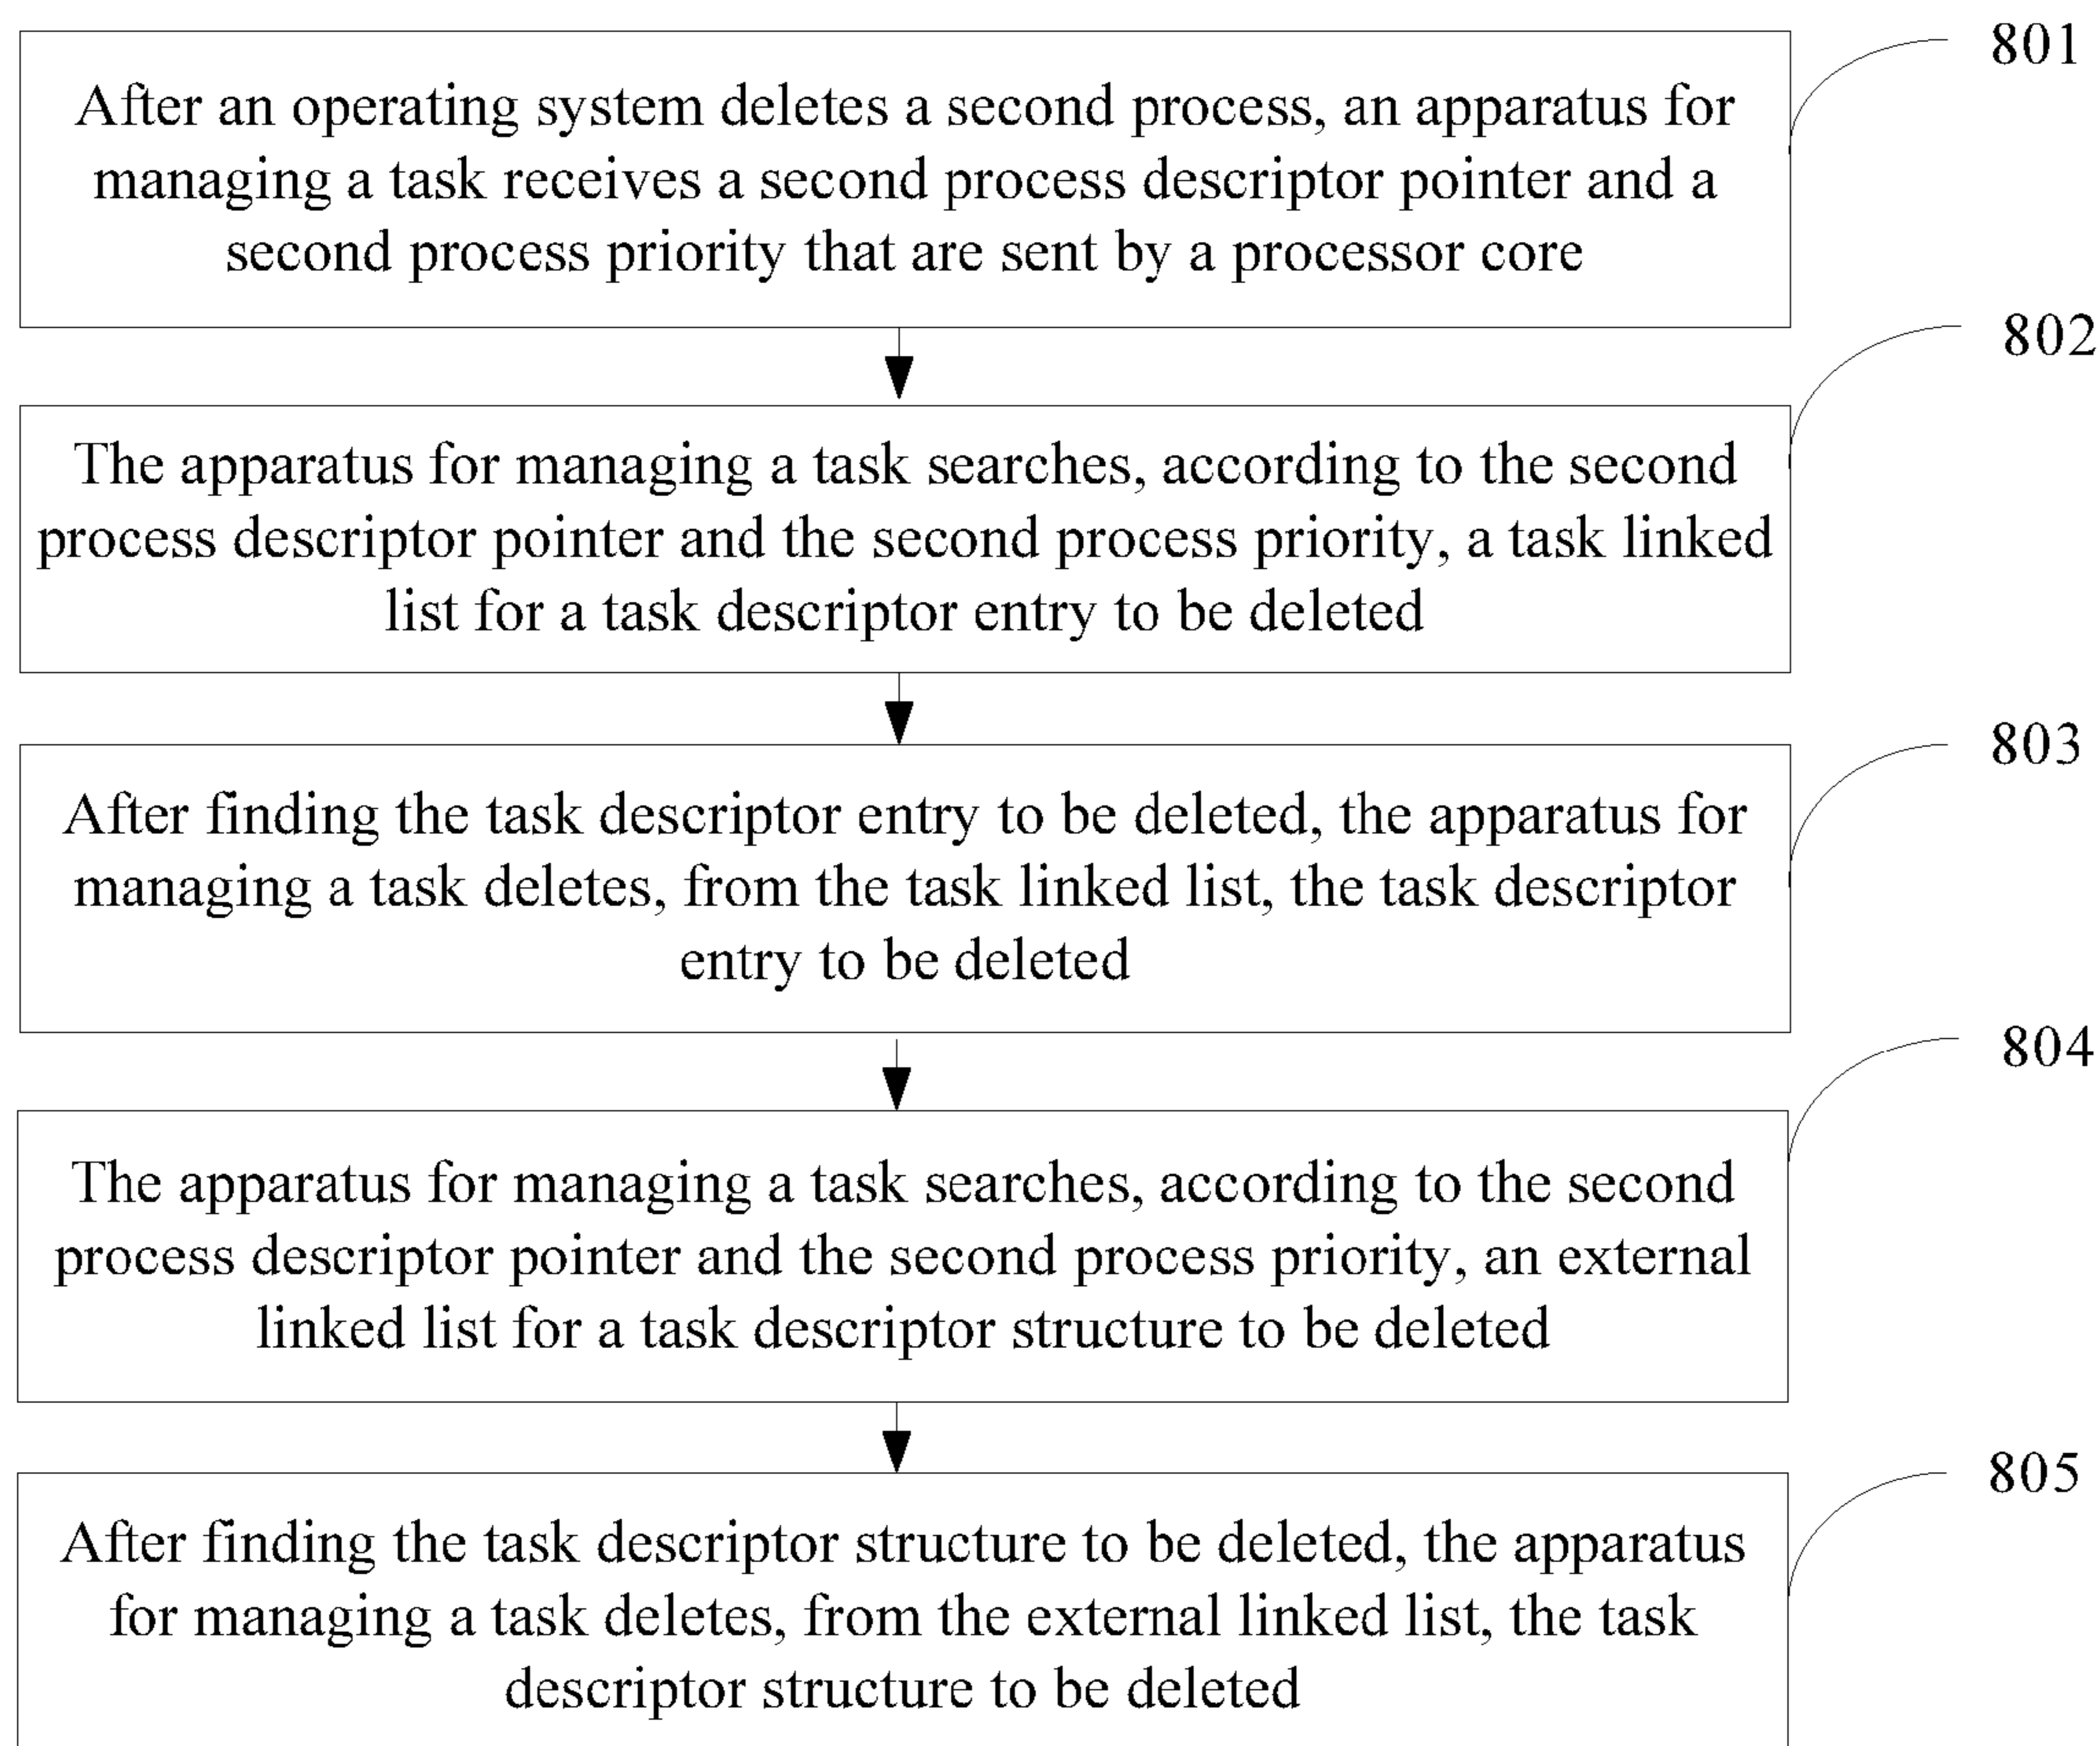 801
After an operating system deletes a second process, an apparatus for
managing a task receives a second process descriptor pointer and a
second process priority that are sent by a processor core
802
The apparatus for managing a task searches, according to the second
process descriptor pointer and the second process priority, a task linked
list for a task descriptor entry to be deleted
803
After finding the task descriptor entry to be deleted, the apparatus for
managing a task deletes, from the task linked list, the task descriptor
entry to be deleted
804
The apparatus for managing a task searches, according to the second
process descriptor pointer and the second process priority, an external
linked list for a task descriptor structure to be deleted
805
After finding the task descriptor structure to be deleted, the apparatus
for managing a task deletes, from the external linked list, the task
descriptor structure to be deleted